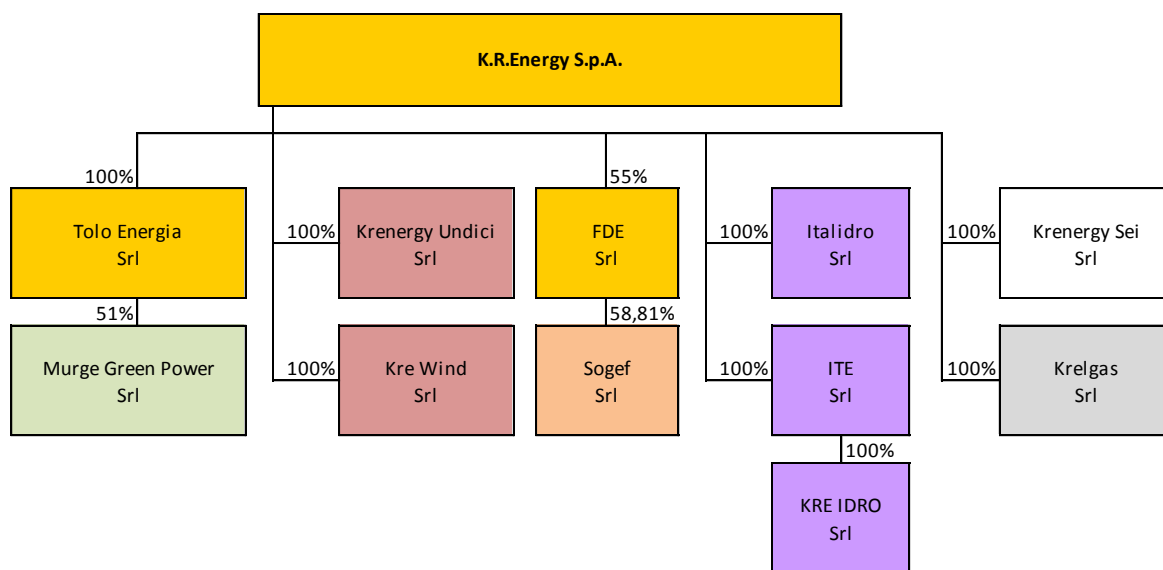 K.R.Energy S.p.A.
100%
55%
Tolo Energia
Srl
100%
Krenergy Undici
Srl
FDE
Srl
100%
Italidro
Srl
100%
Krenergy Sei
Srl
51%
58,81%
Murge Green Power
Srl
100%
Kre Wind
Srl
Sogef
Srl
100%
ITE
Srl
100%
Krelgas
Srl
100%
KRE IDRO
Srl